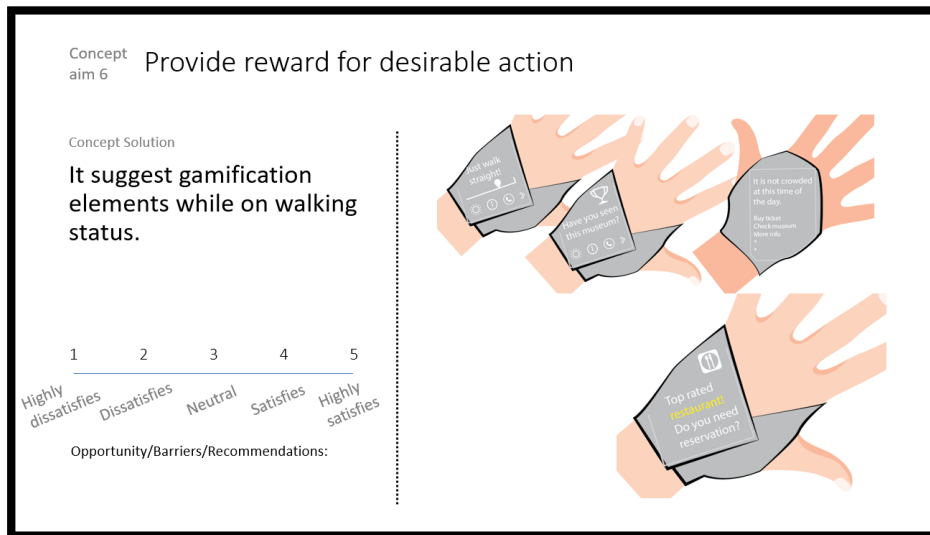 Concept
aim 6
Provide reward for desirable action
Concept Solution
It suggest gamification
elements while on walking
status.
1 2 3 4 5
Highly
dissatisfies
Dissatisfies
Neutral
Satisfies
Highly
satisfies
Opportunity/Barriers/Recommendations:
Just walk
straight!
Have you seen
this museum?
It is not crowded
at this time of
the day.
Buy ticket
Check museum
More info
Top rated
restaurant!
Do you need
reservation?